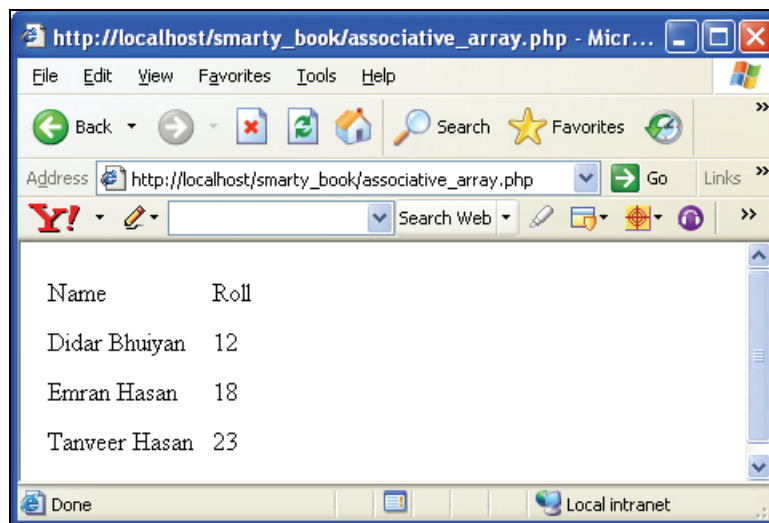 http://localhost/smarty_book/associative_array.php - Micr...
File Edit View Favorites Tools Help
Back Search Favorites »
Address http://localhost/smarty_book/associative_array.php Go Links »
Y! Search Web »
Name Roll
Didar Bhuiyan 12
Emran Hasan 18
Tanveer Hasan 23
Done Local intranet